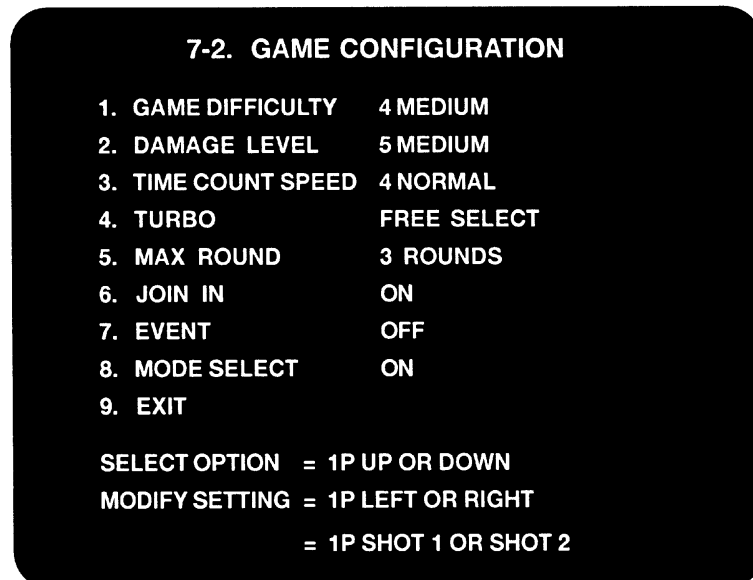 7-2. GAME CONFIGURATION
1. GAME DIFFICULTY 4 MEDIUM
2. DAMAGE LEVEL 5 MEDIUM
3. TIME COUNT SPEED 4 NORMAL
4. TURBO FREE SELECT
5. MAX ROUND 3 ROUNDS
6. JOIN IN ON
7. EVENT OFF
8. MODE SELECT ON
9. EXIT
SELECT OPTION = 1P UP OR DOWN
MODIFY SETTING = 1P LEFT OR RIGHT
= 1P SHOT 1 OR SHOT 2